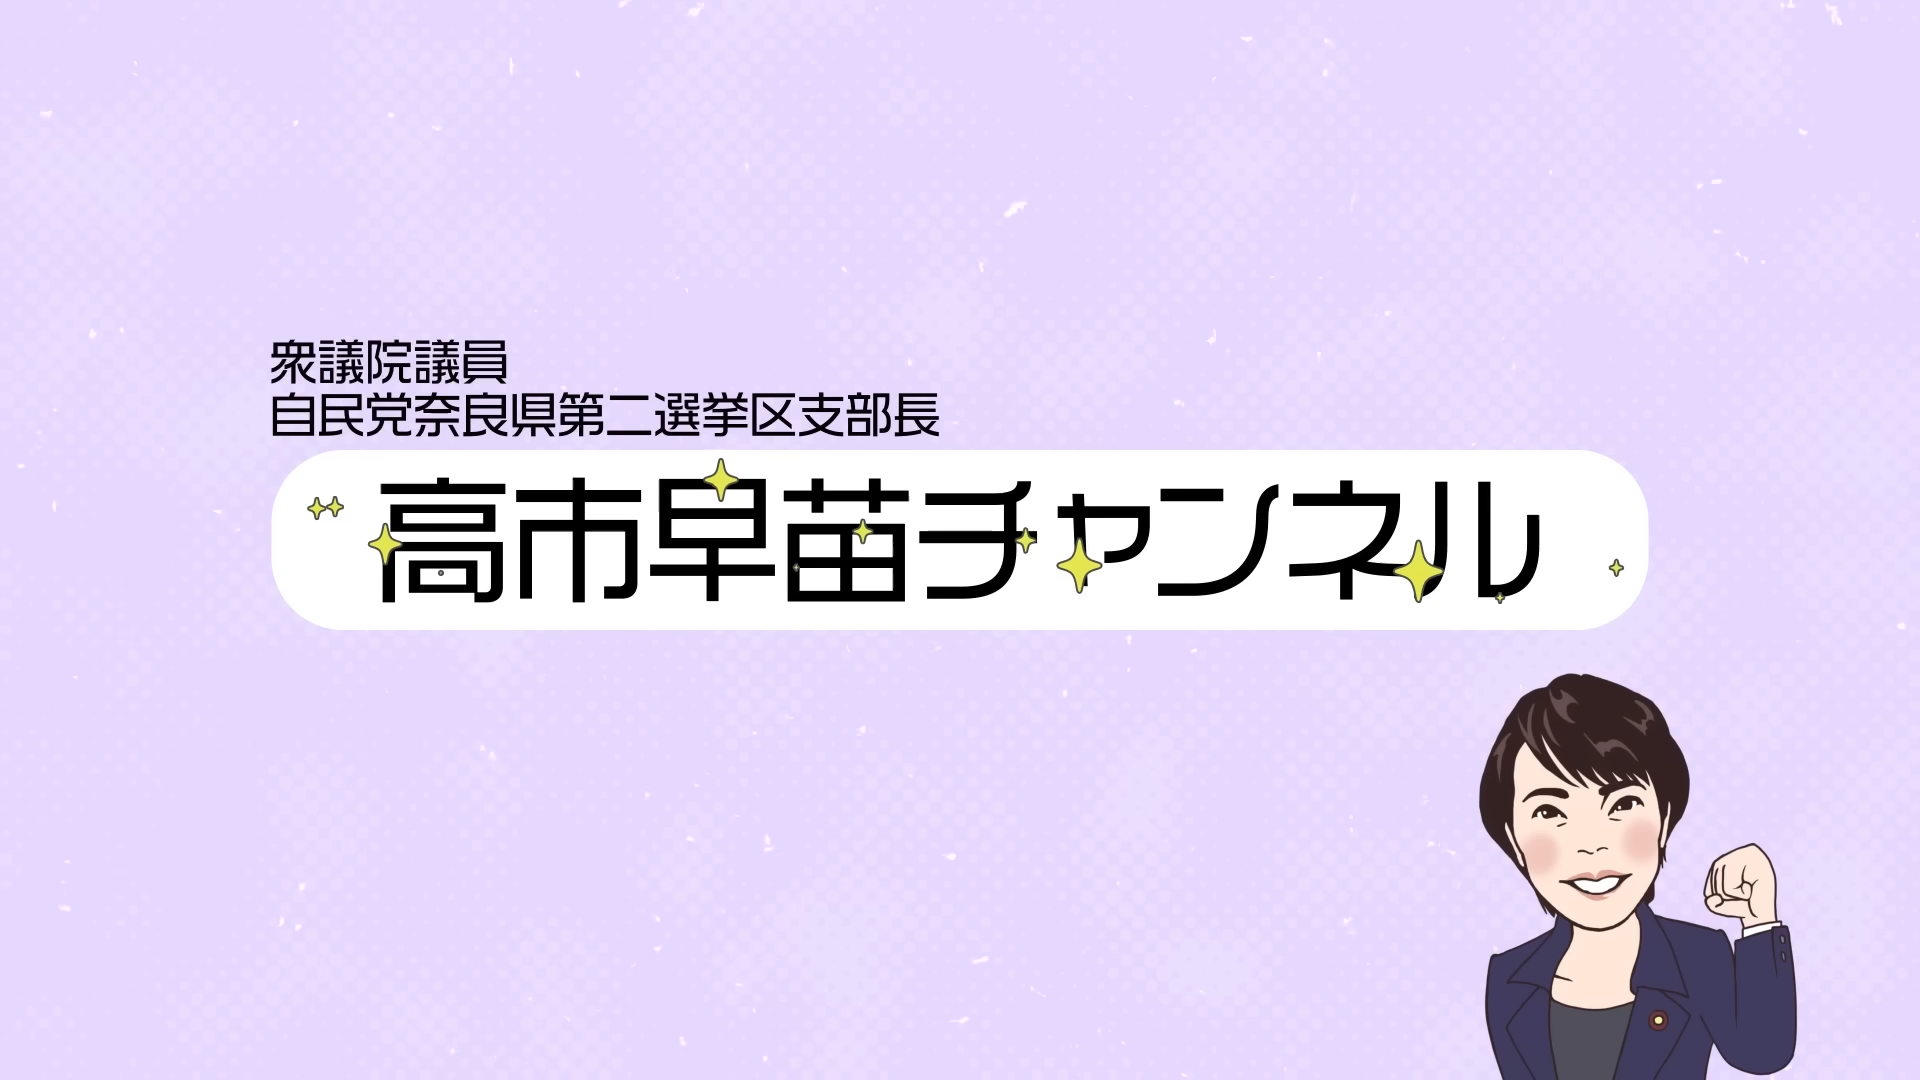 衆議院議員
自民党奈良県第二選挙区支部長
高市早苗チャンネル